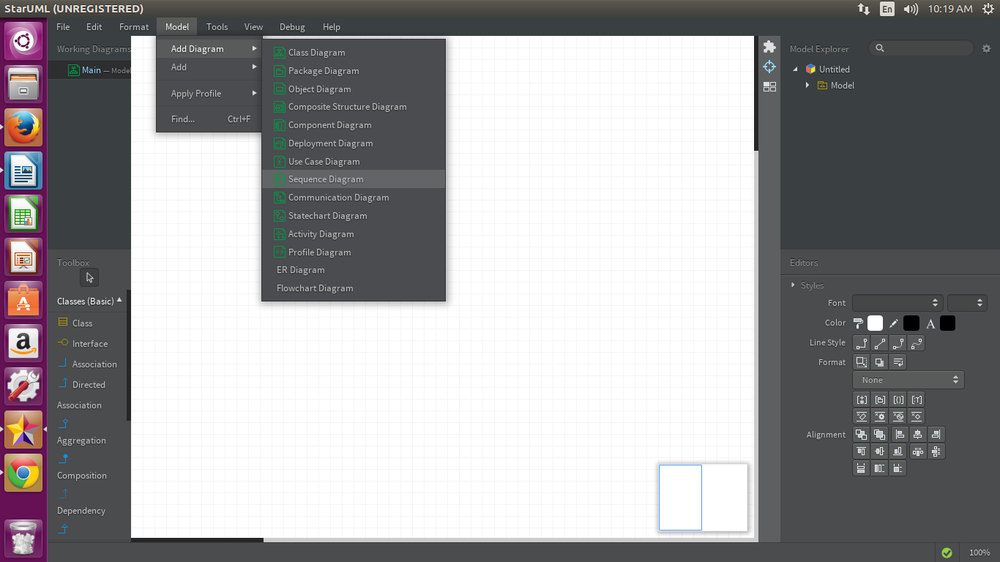 StarUML (UNREGISTERED)
En
10:19 AM
File Edit Format Model Tools View Debug Help
Working Diagrams
Main — Model
Add Diagram
Add
Apply Profile
Find... Ctrl+F
Class Diagram
Package Diagram
Object Diagram
Composite Structure Diagram
Component Diagram
Deployment Diagram
Use Case Diagram
Sequence Diagram
Communication Diagram
Statechart Diagram
Activity Diagram
Profile Diagram
ER Diagram
Flowchart Diagram
Toolbox
Classes (Basic)
Class
Interface
Association
Directed
Association
Aggregation
Composition
Dependency
Model Explorer
Untitled
Model
Editors
Styles
Font
Color
A
Line Style
Format
None
Alignment
100%